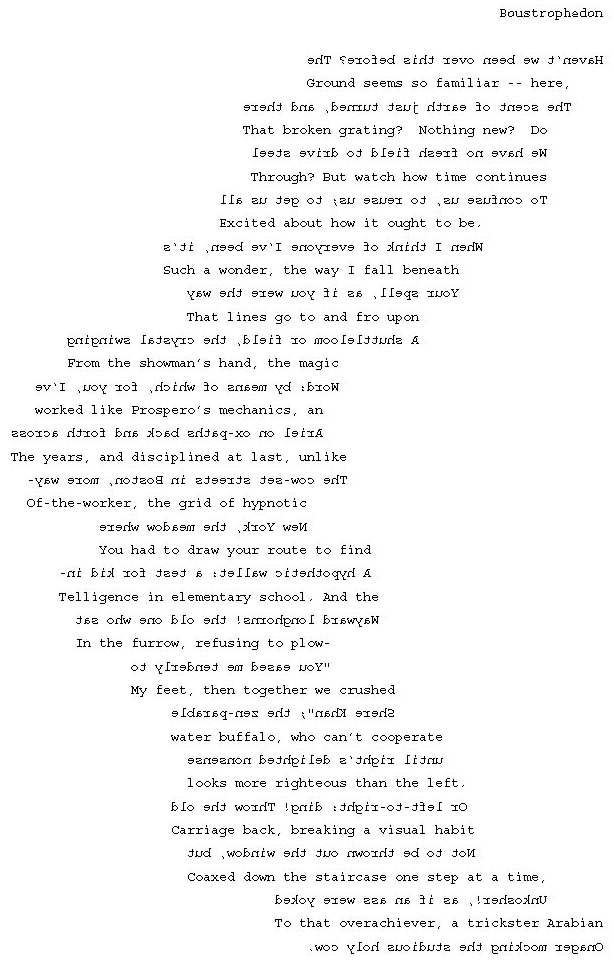 Boustrophedon
Haven't we been over this before? The
Ground seems so familiar -- here,
The scent of earth just turned, and there
That broken grating?  Nothing new?  Do
We have no fresh field to drive steel
Through? But watch how time continues
To confuse us, to reuse us; to get us all
Excited about how it ought to be.
When I think of everyone I've been, it's
Such a wonder, the way I fall beneath
Your spell, as if you were the way
That lines go to and fro upon
A shuttleloom or field, the crystal swinging
From the showman's hand, the magic
Word: by means of which, for you, I've
worked like Prospero's mechanics, an
Ariel on ox-paths back and forth across
The years, and disciplined at last, unlike
The cow-set streets in Boston, more way-
Of-the-worker, the grid of hypnotic
New York, the meadow where
You had to draw your route to find
A hypothetic wallet: a test for kid in-
Telligence in elementary school. And the
Wayward longhorns! the old one who sat
In the furrow, refusing to plow-
"You eased me tenderly to
My feet, then together we crushed
Shere Khan"; the zen-parable
water buffalo, who can't cooperate
until right's delighted nonsense
looks more righteous than the left.
Or left-to-right: ding! Throw the old
Carriage back, breaking a visual habit
Not to be thrown out the window, but
Coaxed down the staircase one step at a time,
Unkosher!, as if an ass were yoked
To that overachiever, a trickster Arabian
Onager mocking the studious holy cow.